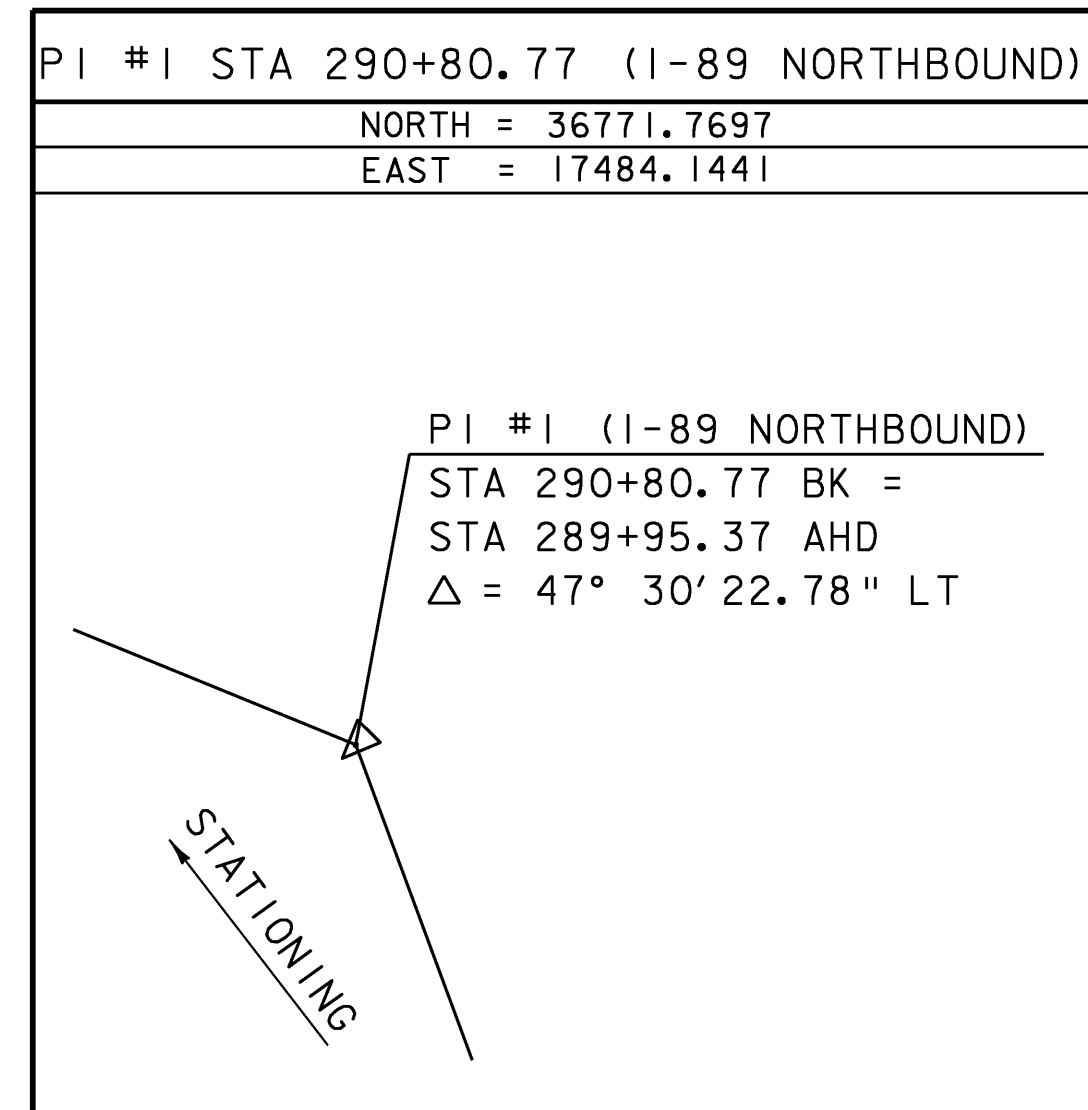 PI #1 STA 290+80.77 (I-89 NORTHBOUND)
NORTH = 36771.7697
EAST = 17484.1441
PI #1 (I-89 NORTHBOUND)
STA 290+80.77 BK =
STA 289+95.37 AHD
△ = 47° 30' 22.78" LT
STATIONING